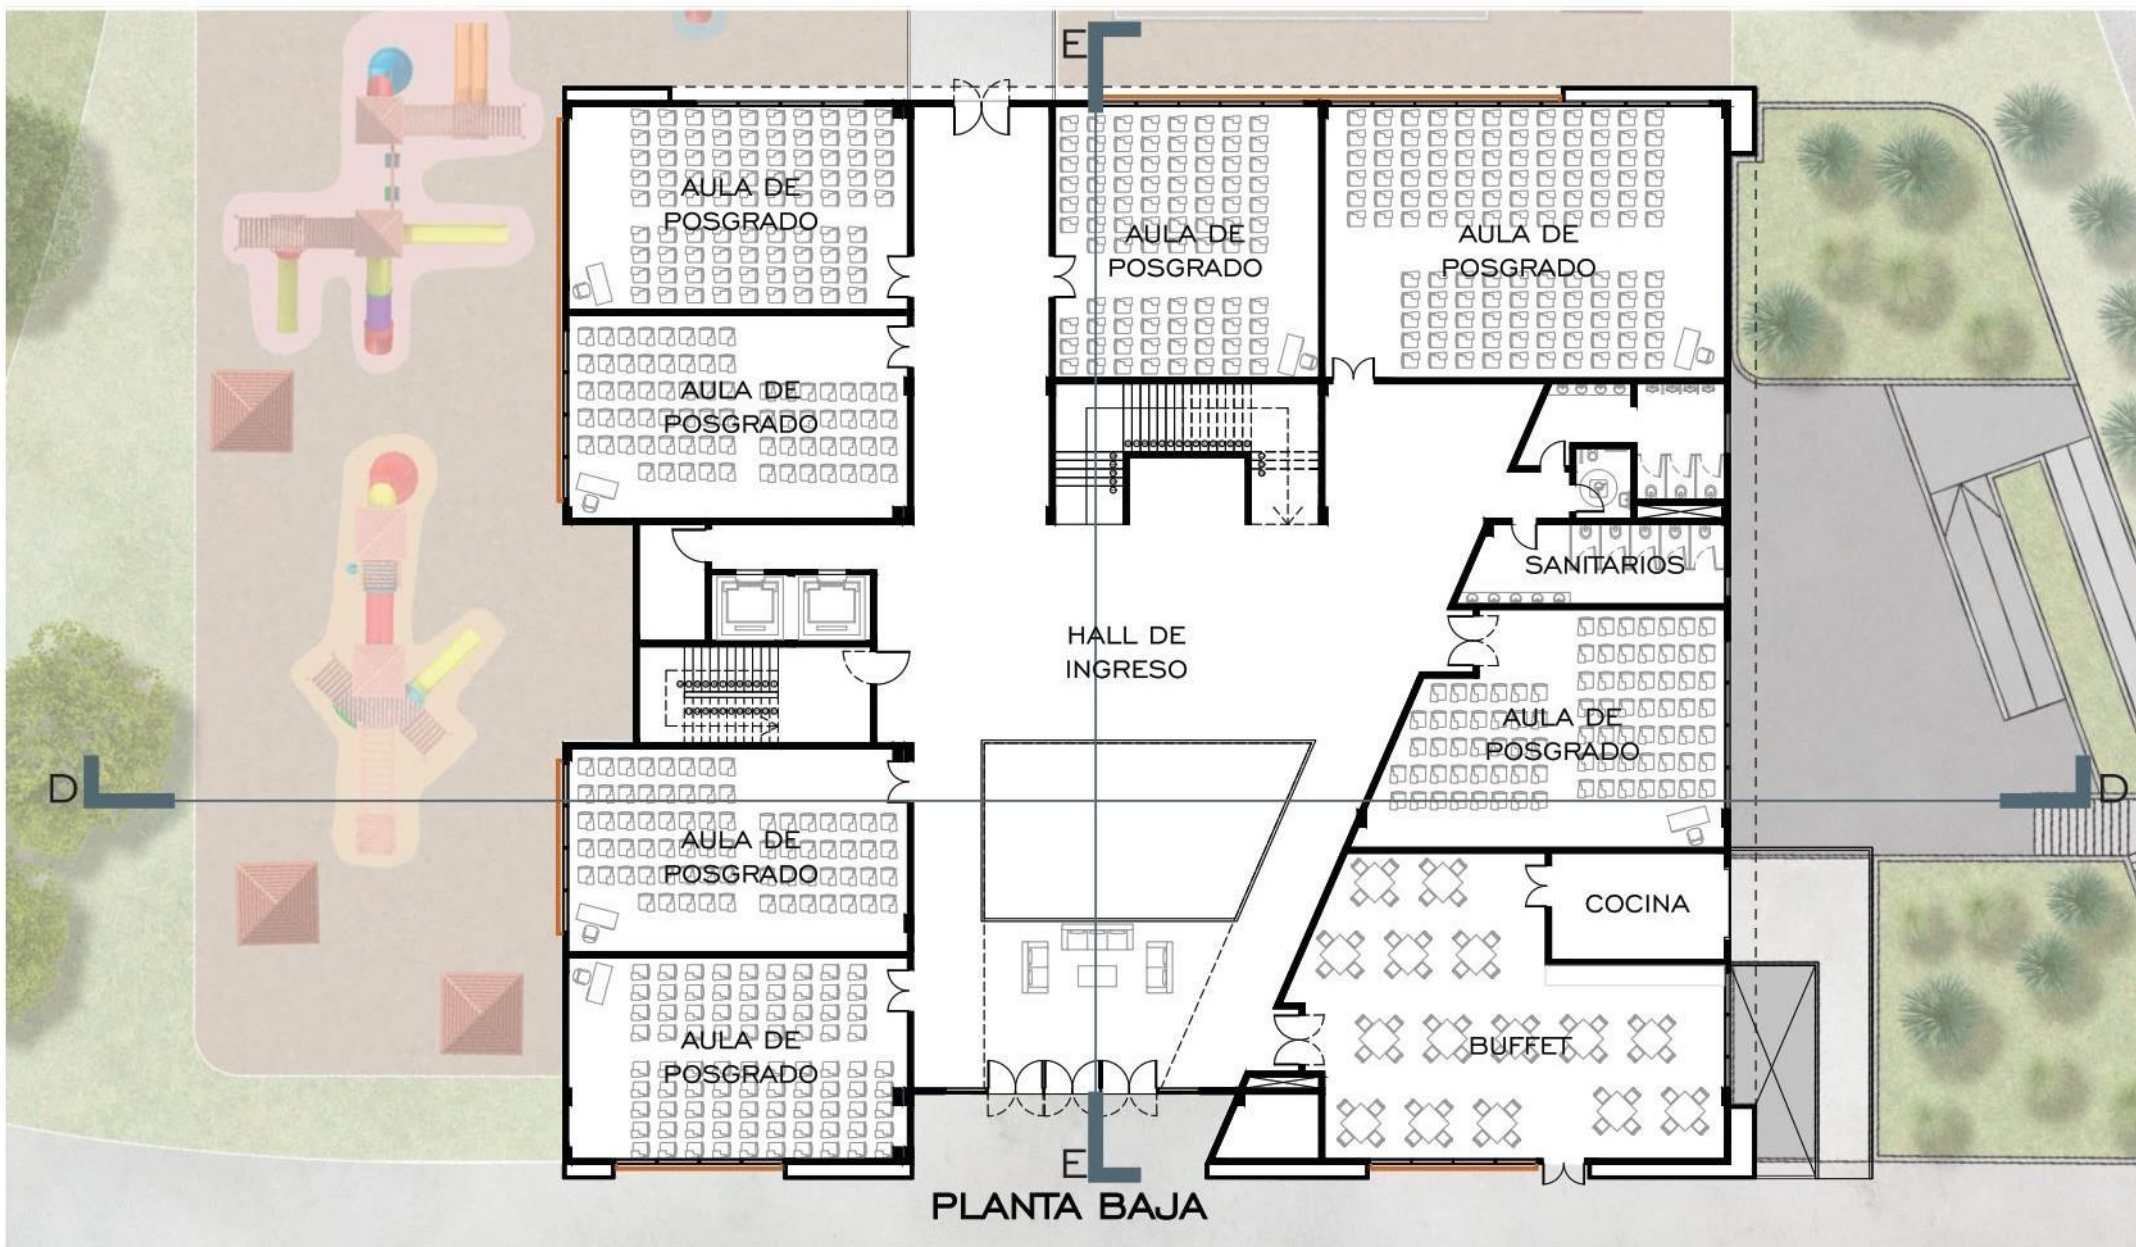 E
AULA DE
POSGRADO
AULA DE
POSGRADO
AULA DE
POSGRADO
AULA DE
POSGRADO
SANITARIOS
HALL DE
INGRESO
AULA DE
POSGRADO
D
D
AULA DE
POSGRADO
COCINA
AULA DE
POSGRADO
BUFFET
E
PLANTA BAJA